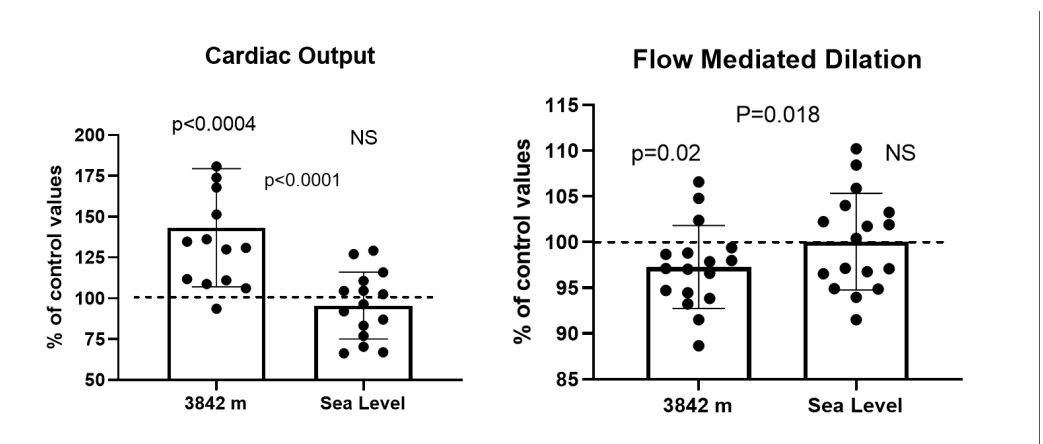 Cardiac Output
p<0.0004
NS
p<0.0001
% of control values
200
175
150
125
100
75
50
3842 m
Sea Level
Flow Mediated Dilation
P=0.018
p=0.02
NS
% of control values
115
110
105
100
95
90
85
3842 m
Sea Level